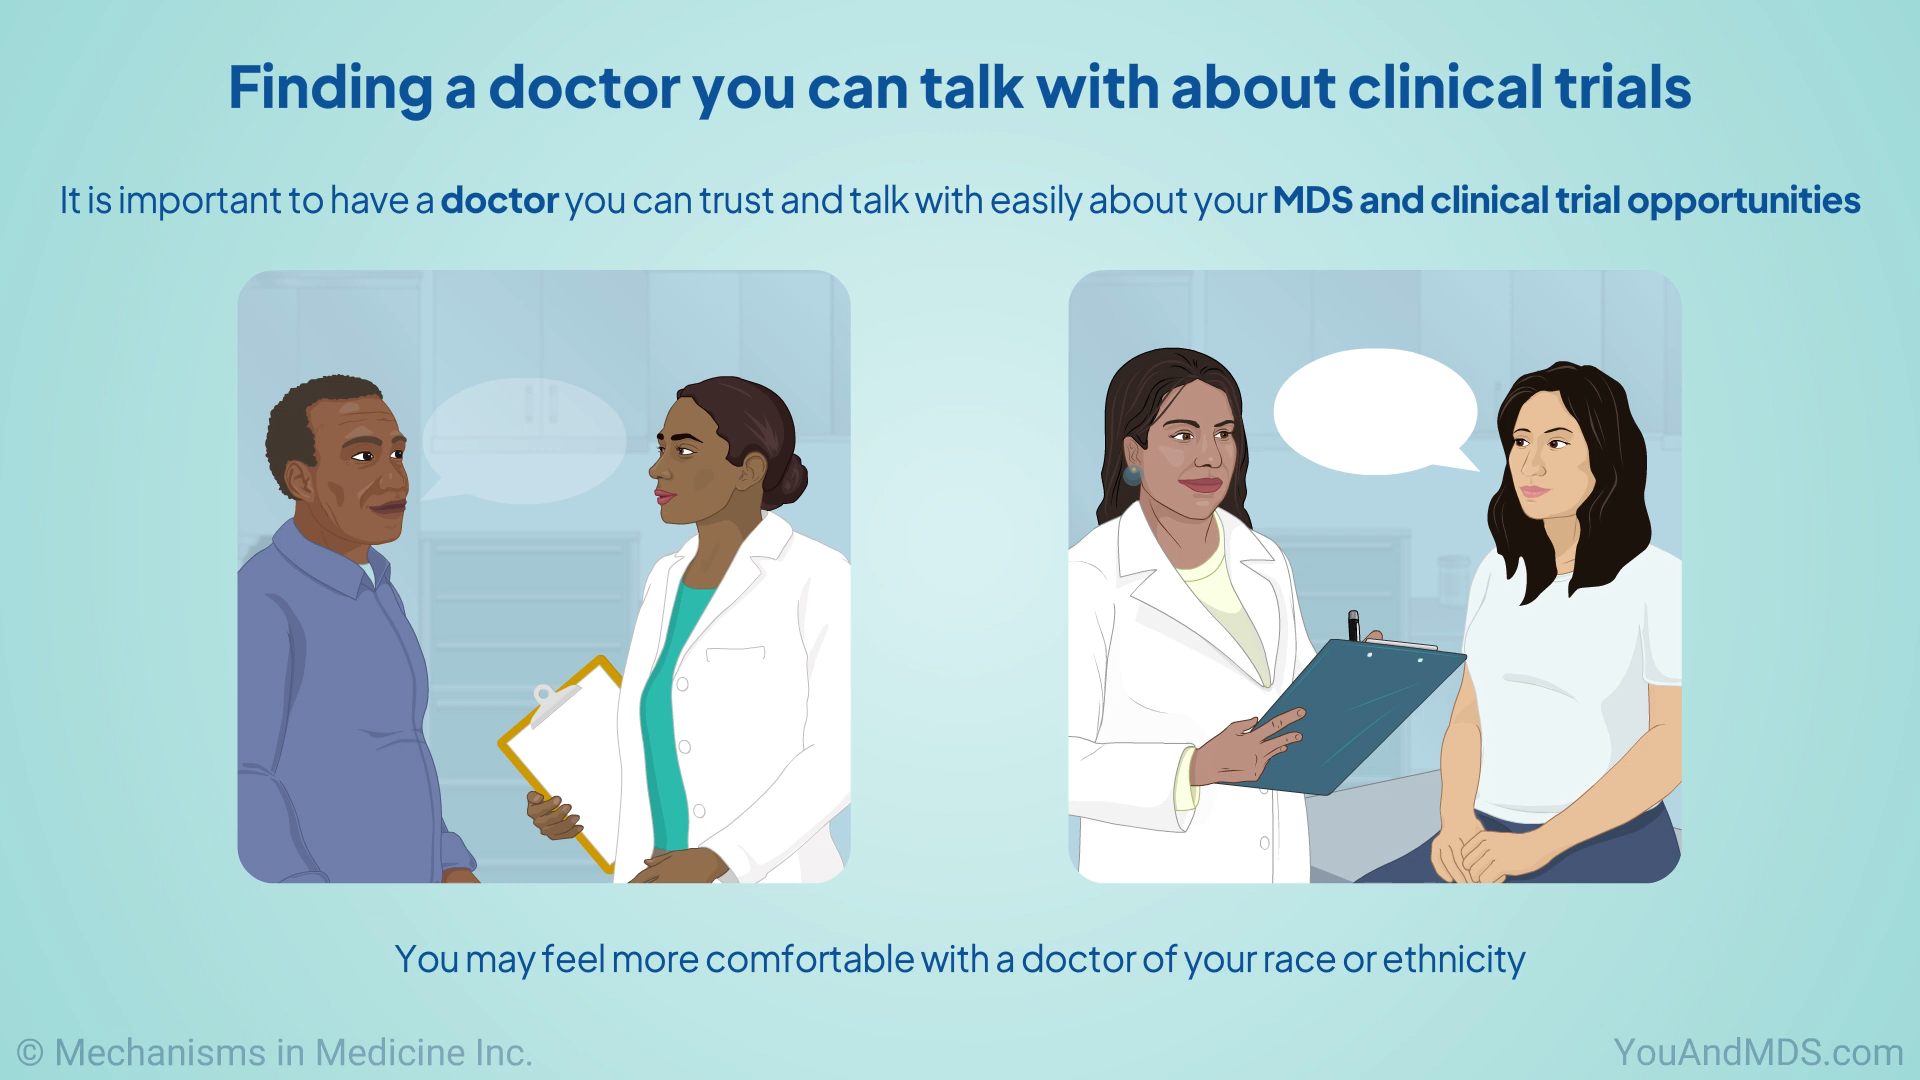 Finding a doctor you can talk with about clinical trials
It is important to have a doctor you can trust and talk with easily about your MDS and clinical trial opportunities
You may feel more comfortable with a doctor of your race or ethnicity
© Mechanisms in Medicine Inc.
YouAndMDS.com